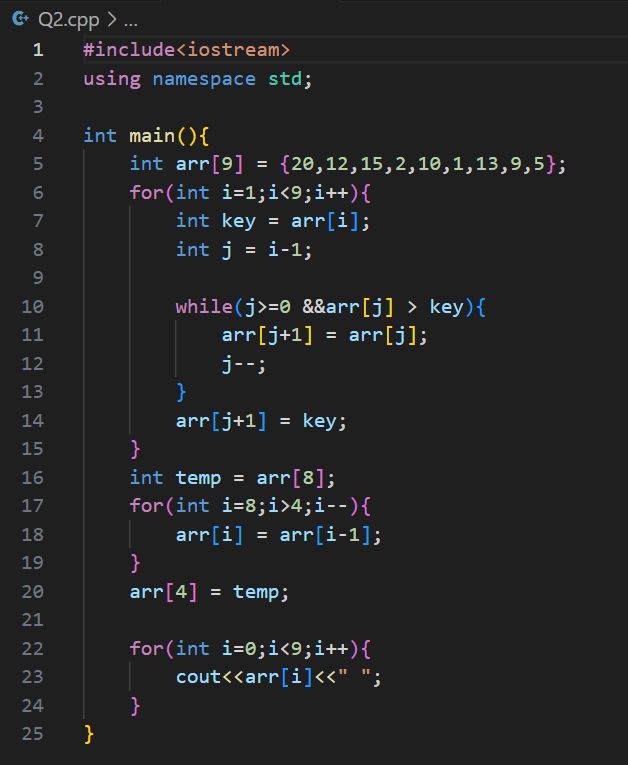 Q2.cpp > ...
1 #include<iostream>
2 using namespace std;
3
4 int main(){
5     int arr[9] = {20,12,15,2,10,1,13,9,5};
6     for(int i=1;i<9;i++){
7         int key = arr[i];
8         int j = i-1;
9
10         while(j>=0 &&arr[j] > key){
11             arr[j+1] = arr[j];
12             j--;
13         }
14         arr[j+1] = key;
15     }
16     int temp = arr[8];
17     for(int i=8;i>4;i--){
18         arr[i] = arr[i-1];
19     }
20     arr[4] = temp;
21
22     for(int i=0;i<9;i++){
23         cout<<arr[i]<<" ";
24     }
25 }